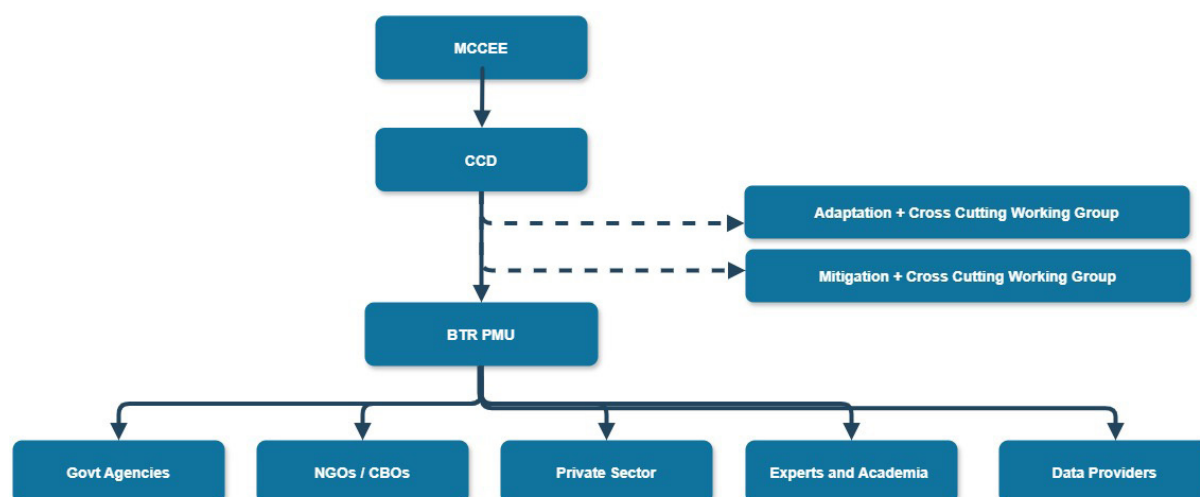 MCCEE
CCD
Adaptation + Cross Cutting Working Group
Mitigation + Cross Cutting Working Group
BTR PMU
Govt Agencies
NGOs / CBOs
Private Sector
Experts and Academia
Data Providers